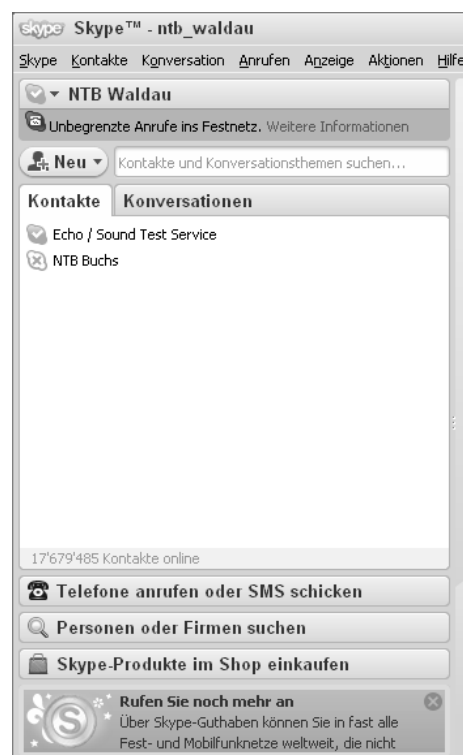 skype Skype™ - ntb_waldau
Skype Kontakte Konversation Anrufen Anzeige Aktionen Hilfe
NTB Waldau
Unbegrenzte Anrufe ins Festnetz. Weitere Informationen
Neu Kontakte und Konversationsthemen suchen...
Kontakte Konversationen
Echo / Sound Test Service
NTB Buchs
17'679'485 Kontakte online
Telefone anrufen oder SMS schicken
Personen oder Firmen suchen
Skype-Produkte im Shop einkaufen
Rufen Sie noch mehr an
Über Skype-Guthaben können Sie in fast alle
Fest- und Mobilfunknetze weltweit, die nicht